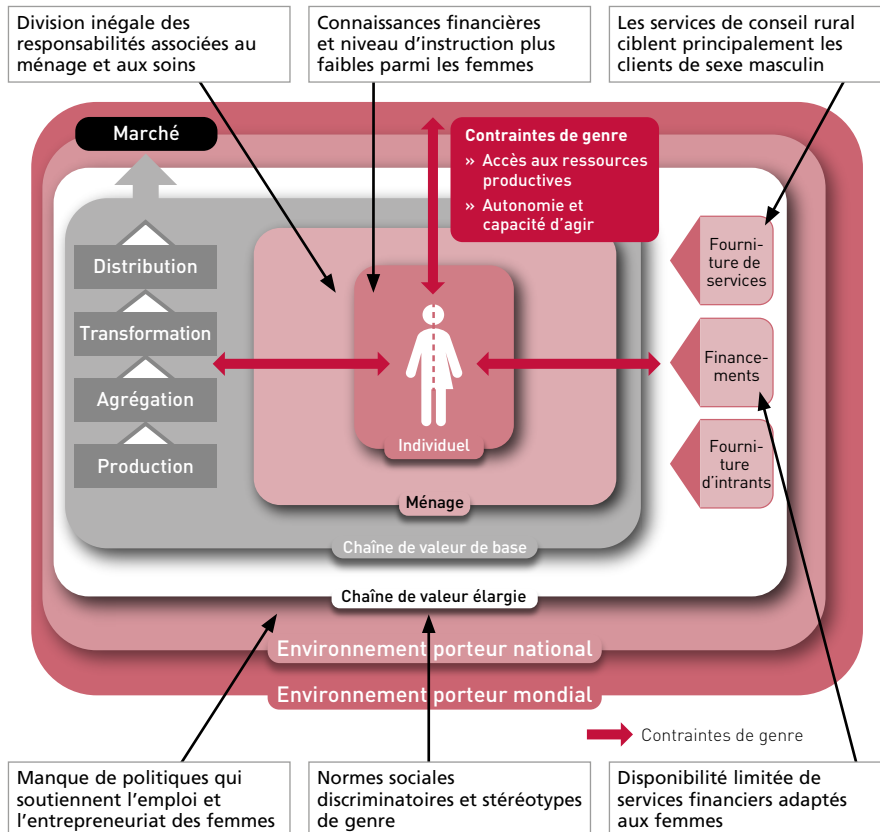 Division inégale des
responsabilités associées au
ménage et aux soins
Connaissances financières
et niveau d’instruction plus
faibles parmi les femmes
Les services de conseil rural
ciblent principalement les
clients de sexe masculin
Marché
Contraintes de genre
» Accès aux ressources
productives
» Autonomie et
capacité d’agir
Distribution
Transformation
Agrégation
Production
Fourni-
ture de
services
Finance-
ments
Fourni-
ture
d’intrants
Individuel
Ménage
Chaîne de valeur de base
Chaîne de valeur élargie
Environnement porteur national
Environnement porteur mondial
Contraintes de genre
Manque de politiques qui
soutiennent l’emploi et
l’entrepreneuriat des femmes
Normes sociales
discriminatoires et stéréotypes
de genre
Disponibilité limitée de
services financiers adaptés
aux femmes